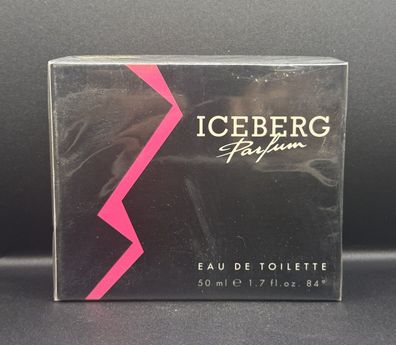 ICEBERG
Parfum
EAU DE TOILETTE
50 ml ℮ 1.7 fl.oz. 84°